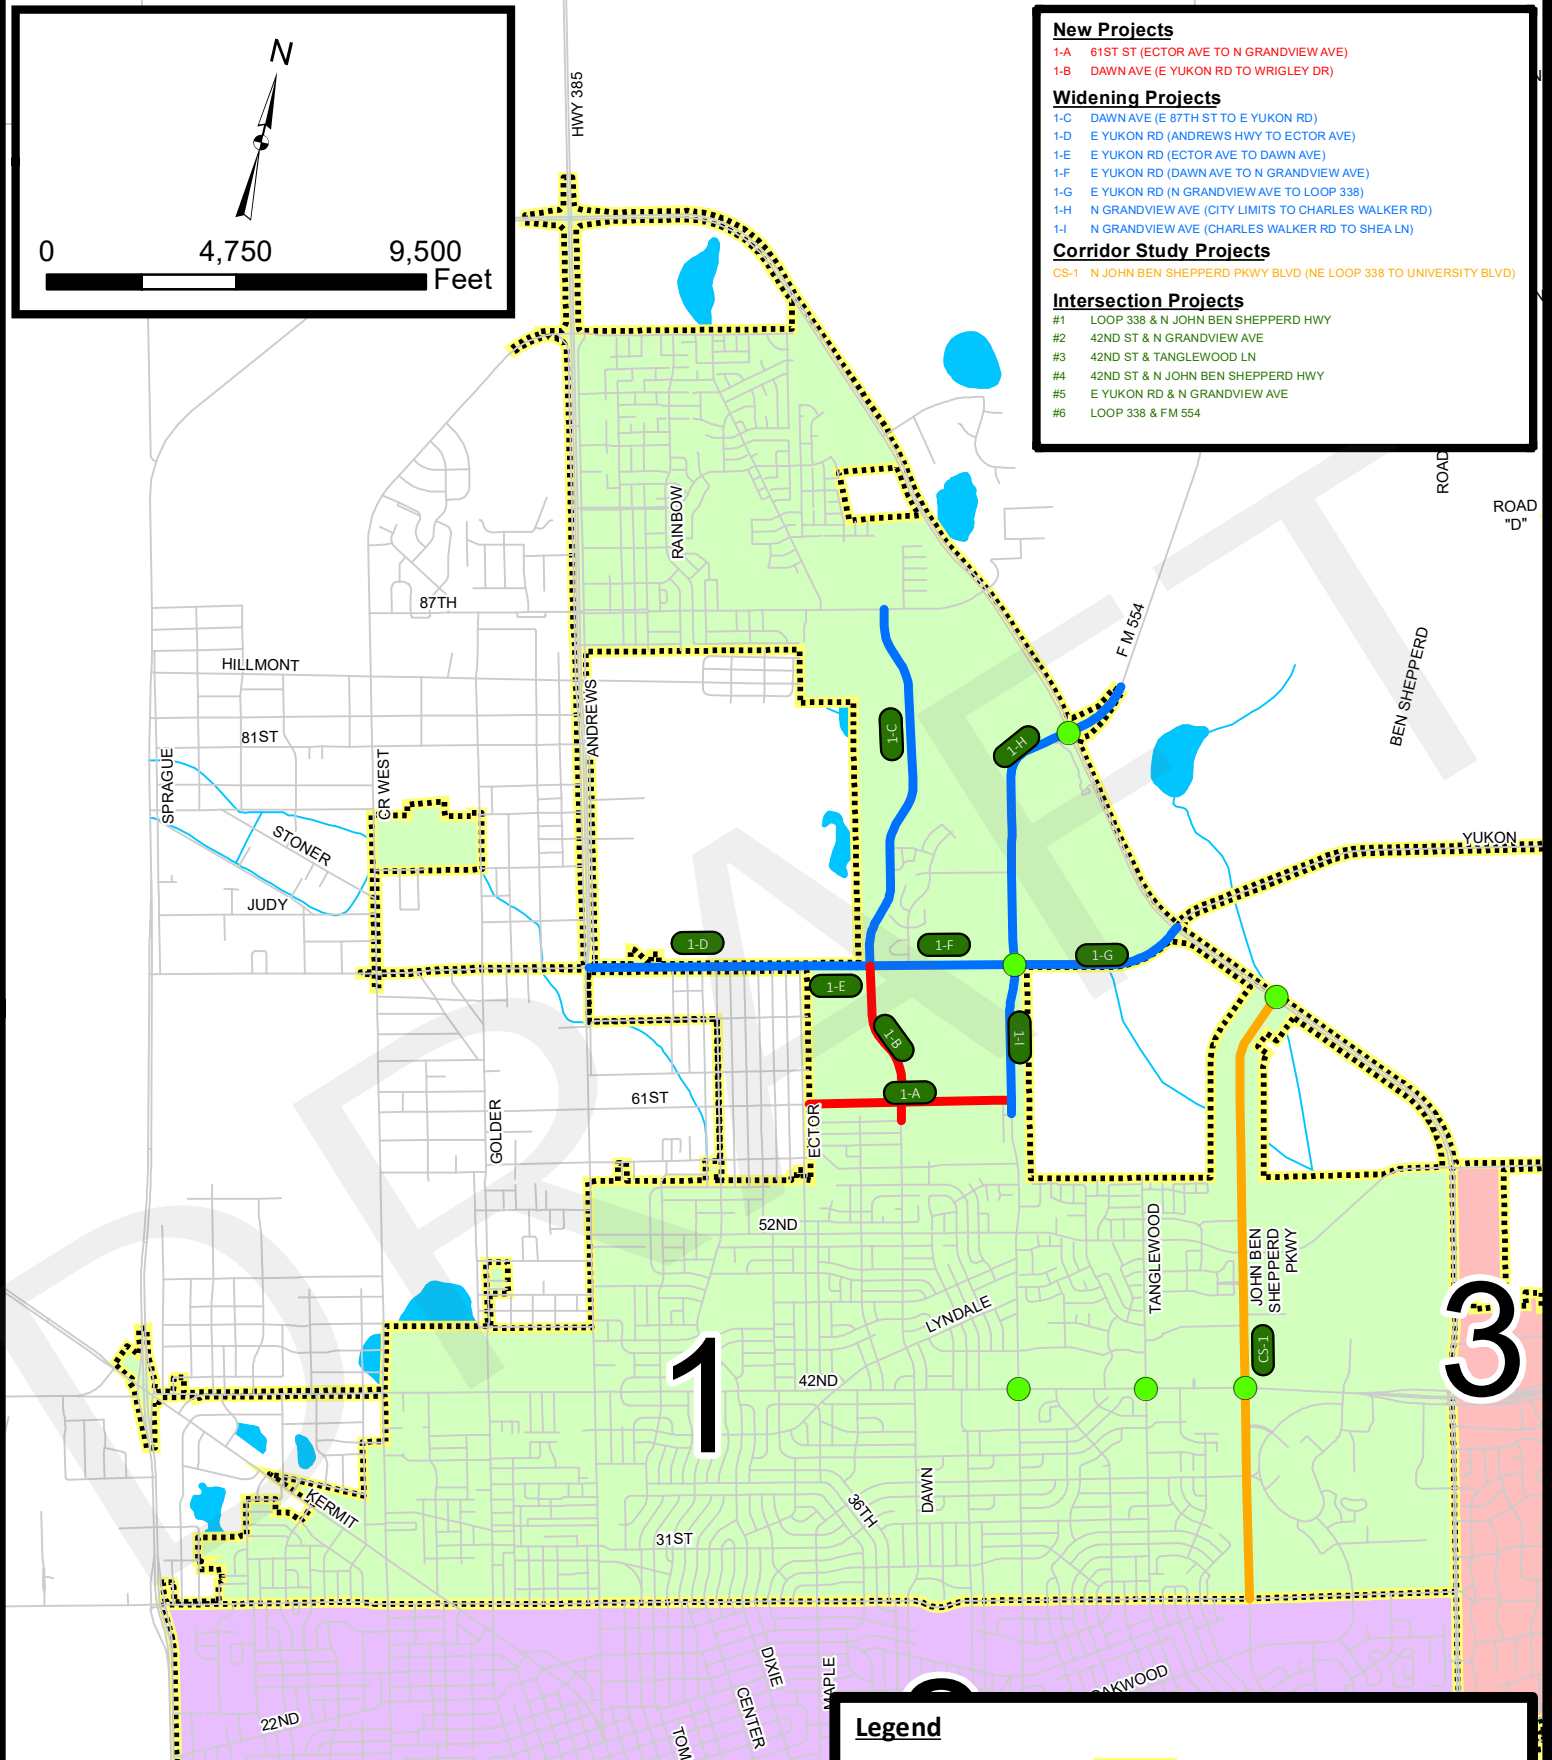 N
0 4,750 9,500
Feet
New Projects
1-A 61ST ST (ECTOR AVE TO N GRANDVIEW AVE)
1-B DAWN AVE (E YUKON RD TO WRIGLEY DR)
Widening Projects
1-C DAWN AVE (E 87TH ST TO E YUKON RD)
1-D E YUKON RD (ANDREWS HWY TO ECTOR AVE)
1-E E YUKON RD (ECTOR AVE TO DAWN AVE)
1-F E YUKON RD (DAWN AVE TO N GRANDVIEW AVE)
1-G E YUKON RD (N GRANDVIEW AVE TO LOOP 338)
1-H N GRANDVIEW AVE (CITY LIMITS TO CHARLES WALKER RD)
1-I N GRANDVIEW AVE (CHARLES WALKER RD TO SHEA LN)
Corridor Study Projects
CS-1 N JOHN BEN SHEPPERD PKWY BLVD (NE LOOP 338 TO UNIVERSITY BLVD)
Intersection Projects
#1 LOOP 338 & N JOHN BEN SHEPPERD HWY
#2 42ND ST & N GRANDVIEW AVE
#3 42ND ST & TANGLEWOOD LN
#4 42ND ST & N JOHN BEN SHEPPERD HWY
#5 E YUKON RD & N GRANDVIEW AVE
#6 LOOP 338 & FM 554
HWY 385
ROAD
ROAD
"D"
RAINBOW
87TH
F M 554
BEN SHEPPERD
HILLMONT
ANDREWS
81ST
1-C
1-H
SPRAGUE
CR WEST
STONER
YUKON
JUDY
1-D
1-F
1-G
1-E
1-B
1-I
1-A
61ST
GOLDER
ECTOR
52ND
TANGLEWOOD
JOHN BEN
SHEPPERD
PKWY
LYNDALE
CS-1
1
3
42ND
DAWN
36TH
KERMIT
31ST
DIXIE
MAPLE
OAKWOOD
CENTER
22ND
TOM
Legend
DRAFT